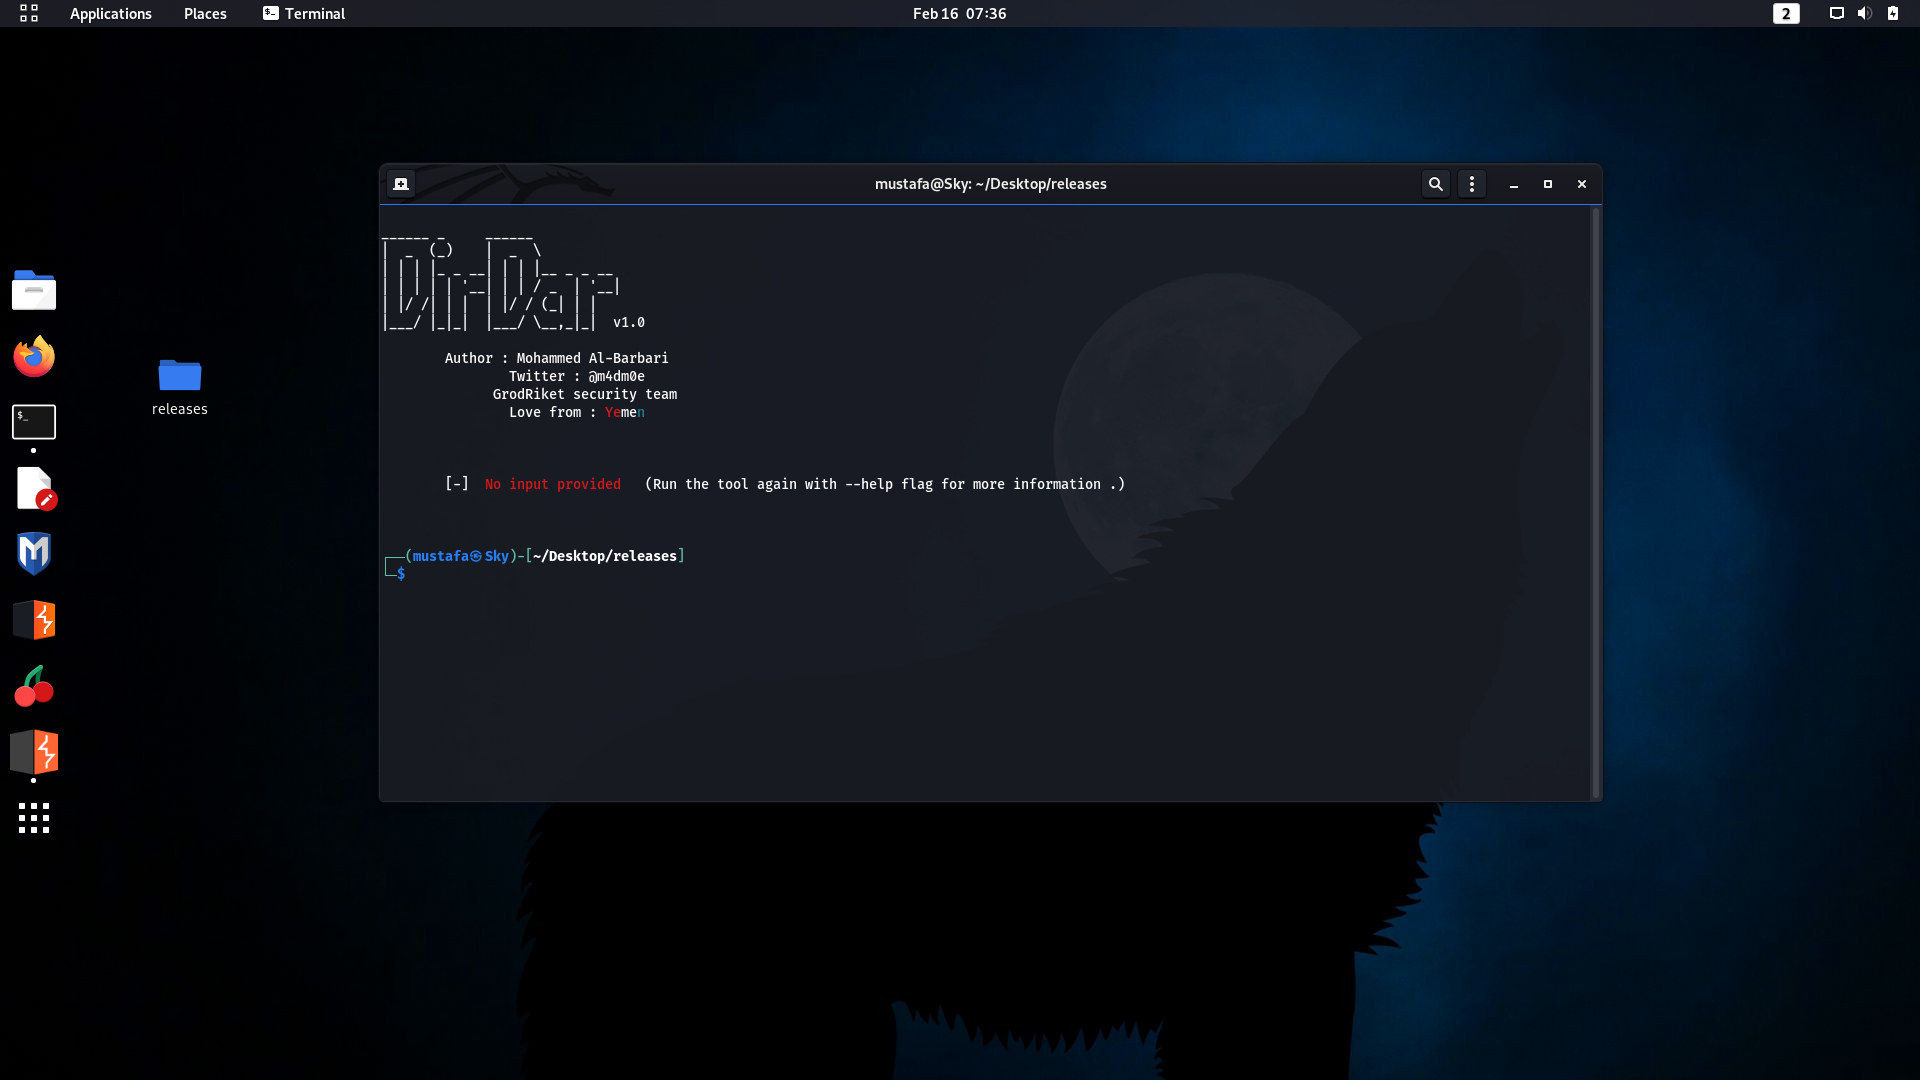 Applications Places Terminal Feb 16 07:36 2
mustafa@Sky: ~/Desktop/releases
DirDar v1.0
Author : Mohammed Al-Barbari
Twitter : @m4dm0e
GrodRiket security team
Love from : Yemen
releases
[-] No input provided (Run the tool again with --help flag for more information .)
(mustafa㉿Sky)-[~/Desktop/releases]
$